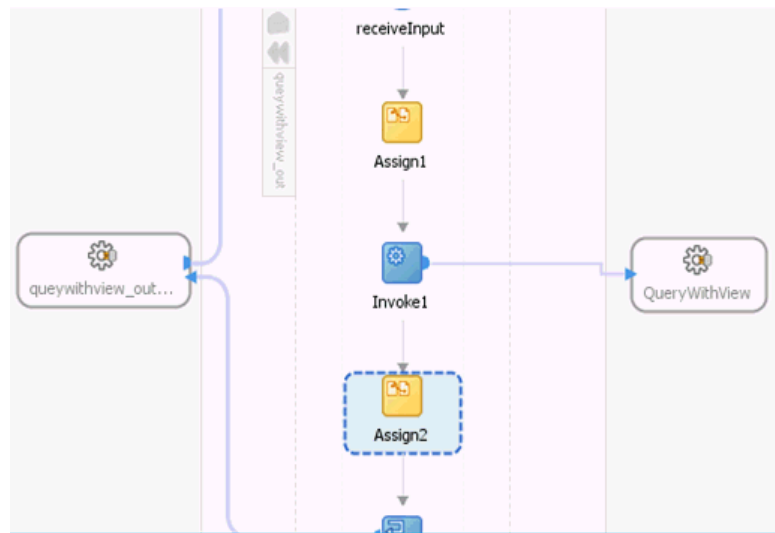 receiveInput
queywithview_out
Assign1
queywithview_out...
Invoke1
QueryWithView
Assign2